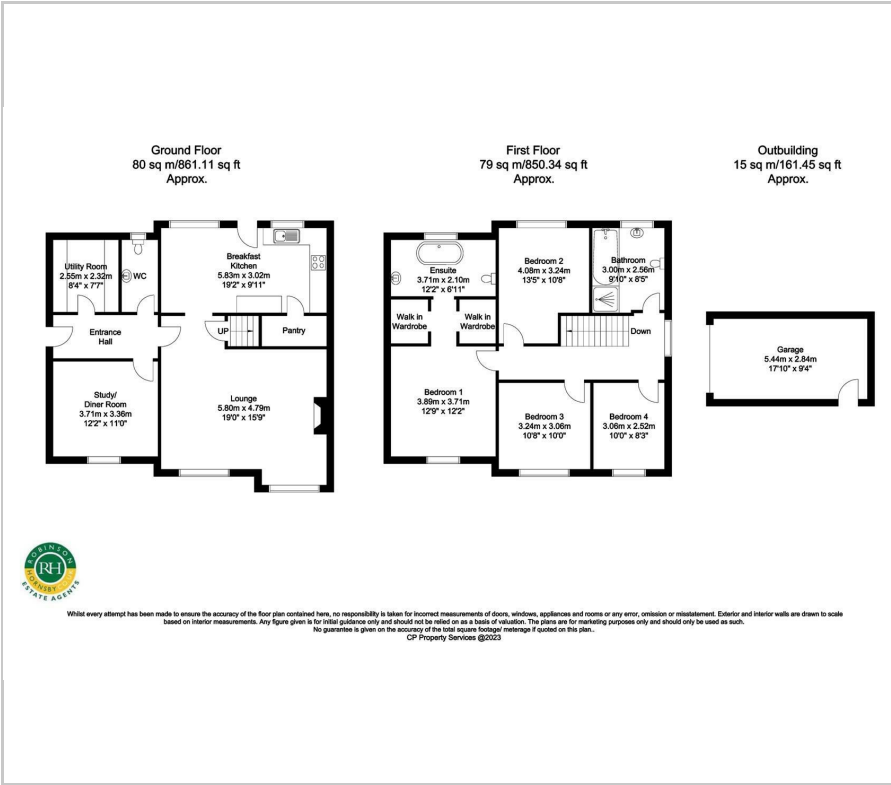 Ground Floor
80 sq m/861.11 sq ft
Approx.
First Floor
79 sq m/850.34 sq ft
Approx.
Outbuilding
15 sq m/161.45 sq ft
Approx.
Utility Room
2.55m x 2.32m
8'4" x 7'7"
WC
Breakfast
Kitchen
5.83m x 3.02m
19'2" x 9'11"
Entrance
Hall
UP
Pantry
Study/
Diner Room
3.71m x 3.36m
12'2" x 11'0"
Lounge
5.80m x 4.79m
19'0" x 15'9"
Ensuite
3.71m x 2.10m
12'2" x 6'11"
Bedroom 2
4.08m x 3.24m
13'5" x 10'8"
Bathroom
3.00m x 2.56m
9'10" x 8'5"
Walk in
Wardrobe
Walk in
Wardrobe
Down
Bedroom 1
3.89m x 3.71m
12'9" x 12'2"
Bedroom 3
3.24m x 3.06m
10'8" x 10'0"
Bedroom 4
3.06m x 2.52m
10'0" x 8'3"
Garage
5.44m x 2.84m
17'10" x 9'4"
ROBINSON
RH
HORNSBY
ESTATE AGENTS
Whilst every attempt has been made to ensure the accuracy of the floor plan contained here, no responsibility is taken for incorrect measurements of doors, windows, appliances and rooms or any error, omission or misstatement. Exterior and interior walls are drawn to scale
based on interior measurements. Any figure given is for initial guidance only and should not be relied on as a basis of valuation. The plans are for marketing purposes only and should only be used as such.
No guarantee is given on the accuracy of the total square footage/ meterage if quoted on this plan..
CP Property Services @2023